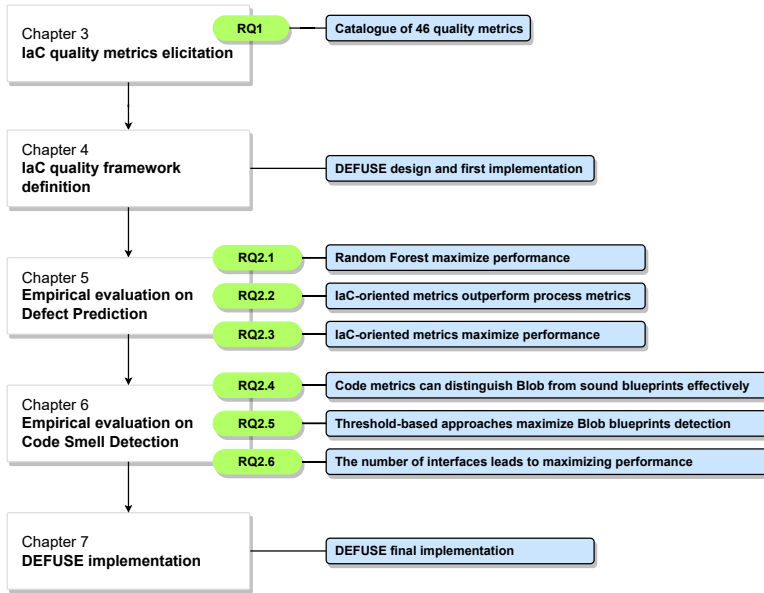 Chapter 3
IaC quality metrics elicitation
RQ1
Catalogue of 46 quality metrics
Chapter 4
IaC quality framework
definition
DEFUSE design and first implementation
Chapter 5
Empirical evaluation on
Defect Prediction
RQ2.1
Random Forest maximize performance
RQ2.2
IaC-oriented metrics outperform process metrics
RQ2.3
IaC-oriented metrics maximize performance
Chapter 6
Empirical evaluation on
Code Smell Detection
RQ2.4
Code metrics can distinguish Blob from sound blueprints effectively
RQ2.5
Threshold-based approaches maximize Blob blueprints detection
RQ2.6
The number of interfaces leads to maximizing performance
Chapter 7
DEFUSE implementation
DEFUSE final implementation